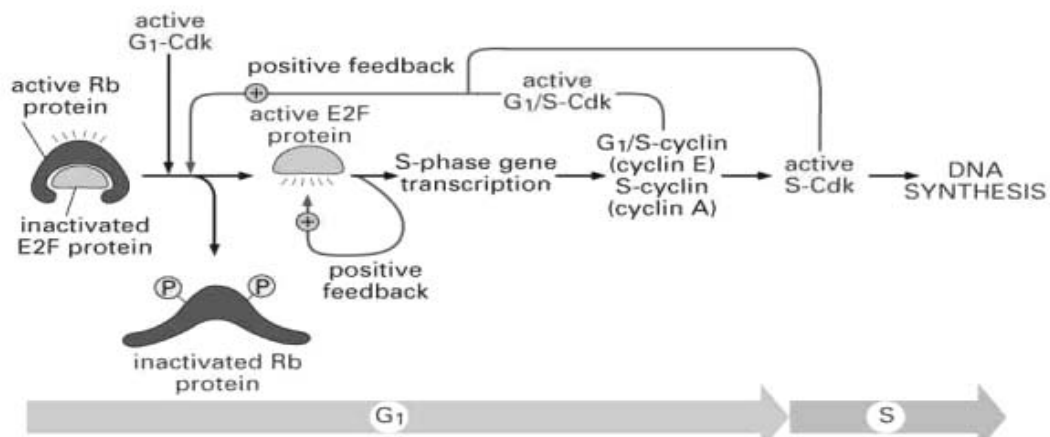 active
G1-Cdk
positive feedback
active
G1/S-Cdk
active Rb
protein
active E2F
protein
+
G1/S-cyclin
(cyclin E)
S-cyclin
(cyclin A)
S-phase gene
transcription
active
S-Cdk
DNA
SYNTHESIS
inactivated
E2F protein
+
positive
feedback
P
P
inactivated Rb
protein
G1
S